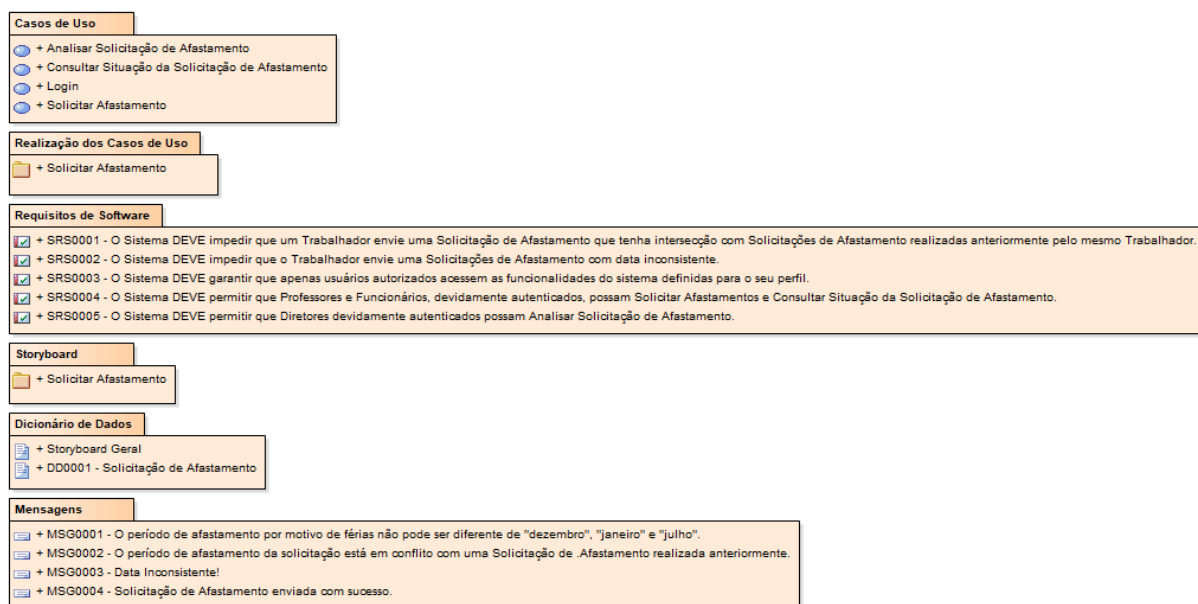 Casos de Uso
+ Analisar Solicitação de Afastamento
+ Consultar Situação da Solicitação de Afastamento
+ Login
+ Solicitar Afastamento
Realização dos Casos de Uso
+ Solicitar Afastamento
Requisitos de Software
+ SRS0001 - O Sistema DEVE impedir que um Trabalhador envie uma Solicitação de Afastamento que tenha intersecção com Solicitações de Afastamento realizadas anteriormente pelo mesmo Trabalhador.
+ SRS0002 - O Sistema DEVE impedir que o Trabalhador envie uma Solicitações de Afastamento com data inconsistente.
+ SRS0003 - O Sistema DEVE garantir que apenas usuários autorizados acessem as funcionalidades do sistema definidas para o seu perfil.
+ SRS0004 - O Sistema DEVE permitir que Professores e Funcionários, devidamente autenticados, possam Solicitar Afastamentos e Consultar Situação da Solicitação de Afastamento.
+ SRS0005 - O Sistema DEVE permitir que Diretores devidamente autenticados possam Analisar Solicitação de Afastamento.
Storyboard
+ Solicitar Afastamento
Dicionário de Dados
+ Storyboard Geral
+ DD0001 - Solicitação de Afastamento
Mensagens
+ MSG0001 - O período de afastamento por motivo de férias não pode ser diferente de "dezembro", "janeiro" e "julho".
+ MSG0002 - O período de afastamento da solicitação está em conflito com uma Solicitação de .Afastamento realizada anteriormente.
+ MSG0003 - Data Inconsistente!
+ MSG0004 - Solicitação de Afastamento enviada com sucesso.